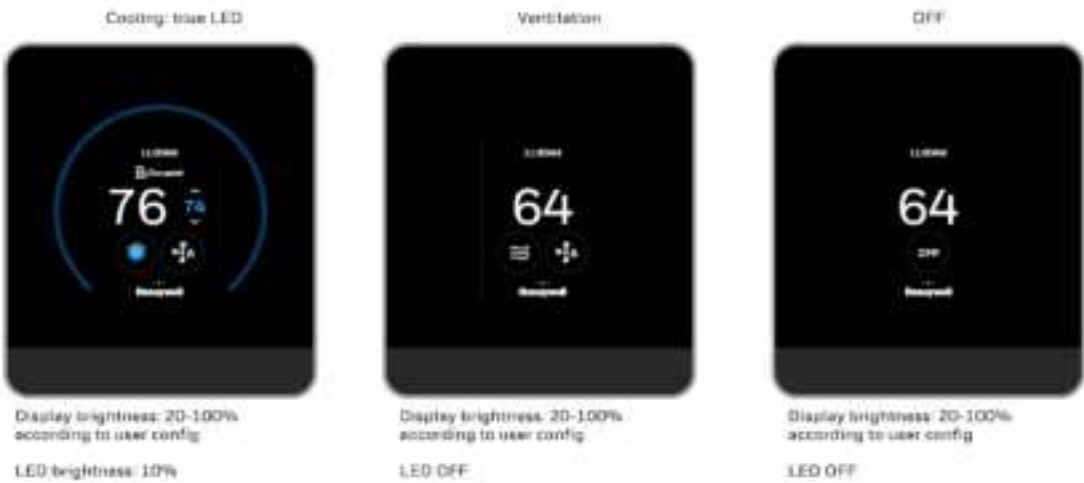 Cooling: blue LED
Ventilation
OFF
76
64
A
64
OFF
Honeywell
Honeywell
Honeywell
Display brightness: 20-100%
according to user config
LED brightness: 10%
Display brightness: 20-100%
according to user config
LED OFF
Display brightness: 20-100%
according to user config
LED OFF